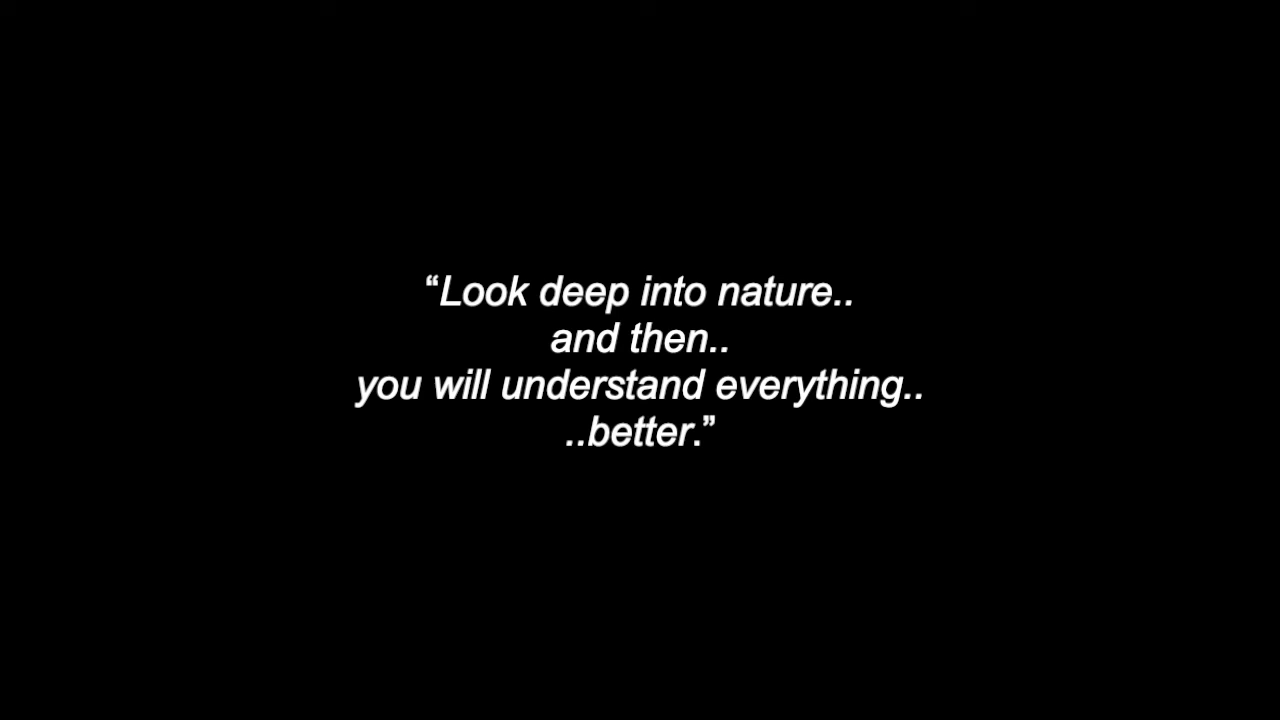 “Look deep into nature..
and then..
you will understand everything..
..better.”